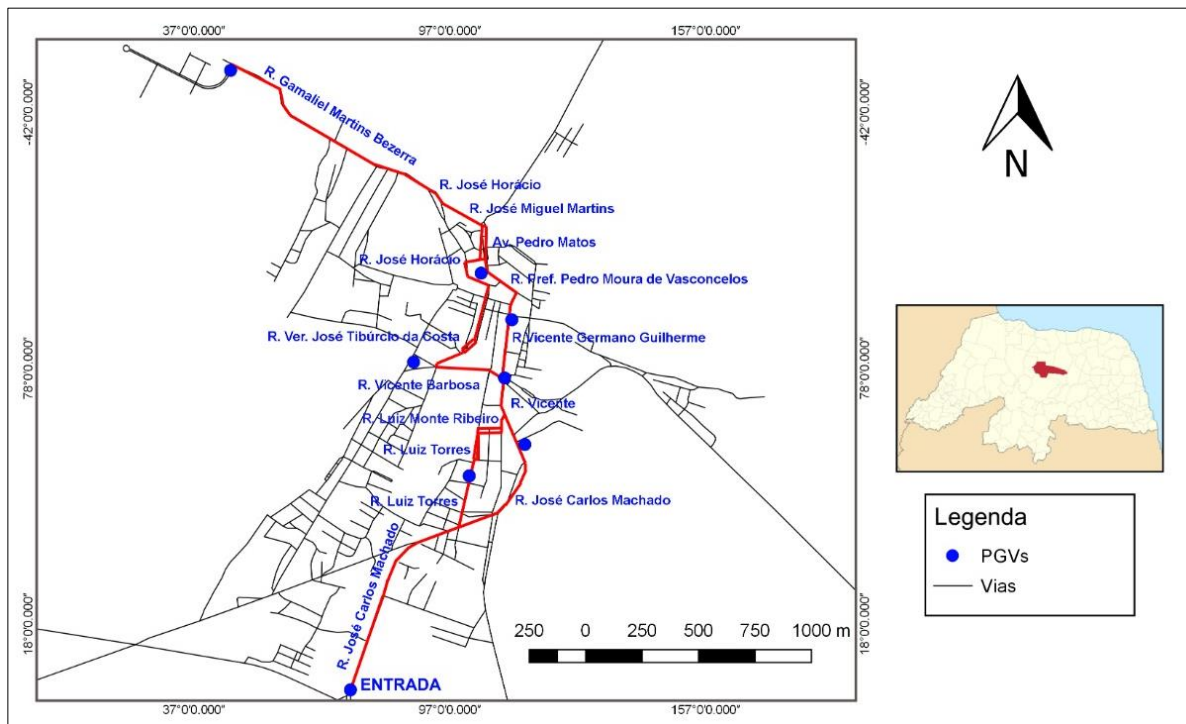 37°0'0.000"
97°0'0.000"
157°0'0.000"
-42°0'0.000"
-42°0'0.000"
R. Gamaliel Martins Bezerra
R. José Horácio
R. José Miguel Martins
Av. Pedro Matos
R. José Horácio
R. Pref. Pedro Moura de Vasconcelos
R. Ver. José Tibúrcio da Costa
R.Vicente Germano Guilherme
78°0'0.000"
78°0'0.000"
R. Vicente Barbosa
R. Vicente
R. Luiz Monte Ribeiro
R. Luiz Torres
R. Luiz Torres
R. José Carlos Machado
R. José Carlos Machado
18°0'0.000"
18°0'0.000"
250 0 250 500 750 1000 m
ENTRADA
37°0'0.000"
97°0'0.000"
157°0'0.000"
N
Legenda
PGVs
Vias